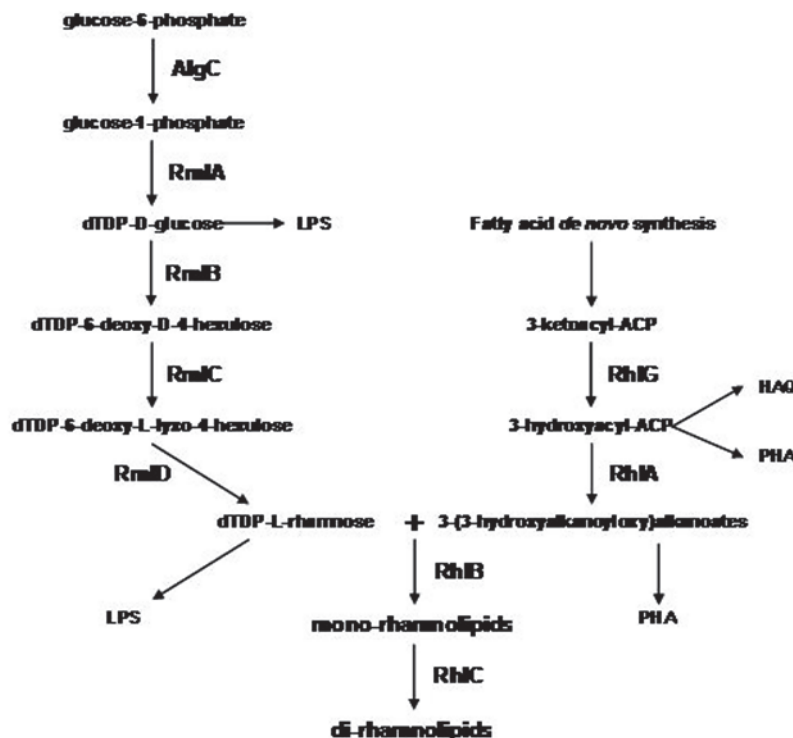 glucose-6-phosphate
AlgC
glucose-1-phosphate
RmlA
dTDP-D-glucose
LPS
Fatty acid de novo synthesis
RmlB
dTDP-6-deoxy-D-4-hexulose
3-ketoacyl-ACP
RmlC
RhlG
HAQ
dTDP-6-deoxy-L-lyxo-4-hexulose
3-hydroxyacyl-ACP
PHA
RmlD
RhlA
dTDP-L-rhamnose + 3-(3-hydroxyalkanoyloxy)alkanoates
RhlB
LPS
mono-rhamnolipids
PHA
RhlC
di-rhamnolipids